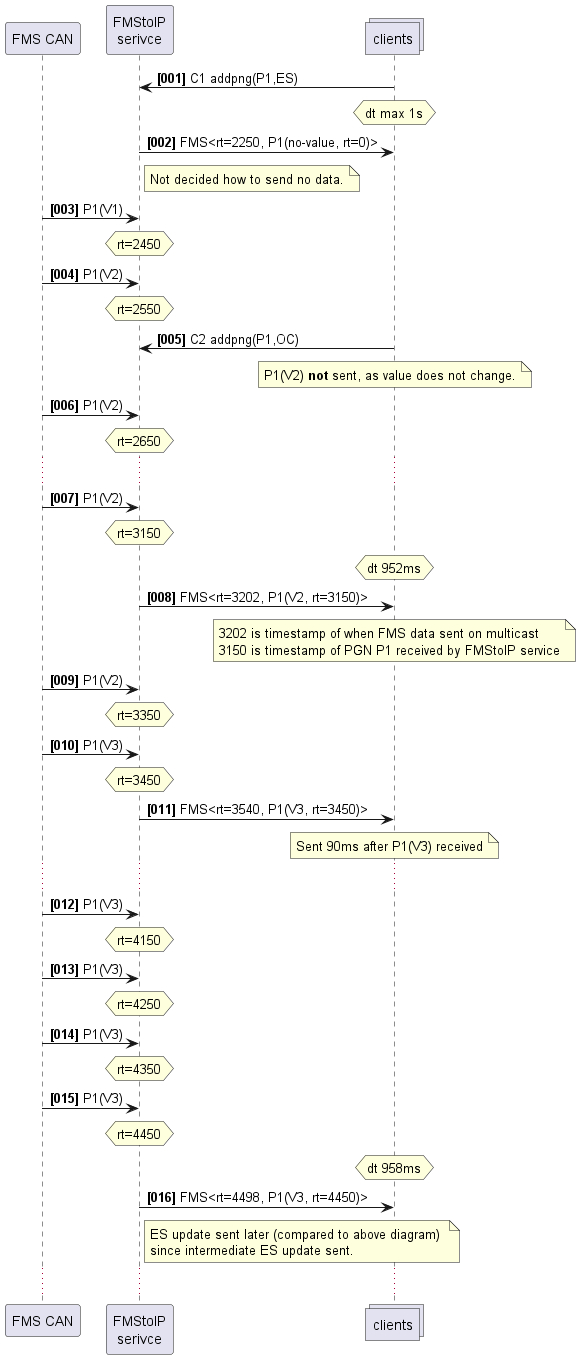 FMS CAN
FMStoIP
serivce
clients
[001] C1 addpng(P1,ES)
dt max 1s
[002] FMS<rt=2250, P1(no-value, rt=0)>
Not decided how to send no data.
[003] P1(V1)
rt=2450
[004] P1(V2)
rt=2550
[005] C2 addpng(P1,OC)
P1(V2) not sent, as value does not change.
[006] P1(V2)
rt=2650
[007] P1(V2)
rt=3150
dt 952ms
[008] FMS<rt=3202, P1(V2, rt=3150)>
3202 is timestamp of when FMS data sent on multicast
3150 is timestamp of PGN P1 received by FMStoIP service
[009] P1(V2)
rt=3350
[010] P1(V3)
rt=3450
[011] FMS<rt=3540, P1(V3, rt=3450)>
Sent 90ms after P1(V3) received
[012] P1(V3)
rt=4150
[013] P1(V3)
rt=4250
[014] P1(V3)
rt=4350
[015] P1(V3)
rt=4450
dt 958ms
[016] FMS<rt=4498, P1(V3, rt=4450)>
ES update sent later (compared to above diagram)
since intermediate ES update sent.
FMS CAN
FMStoIP
serivce
clients